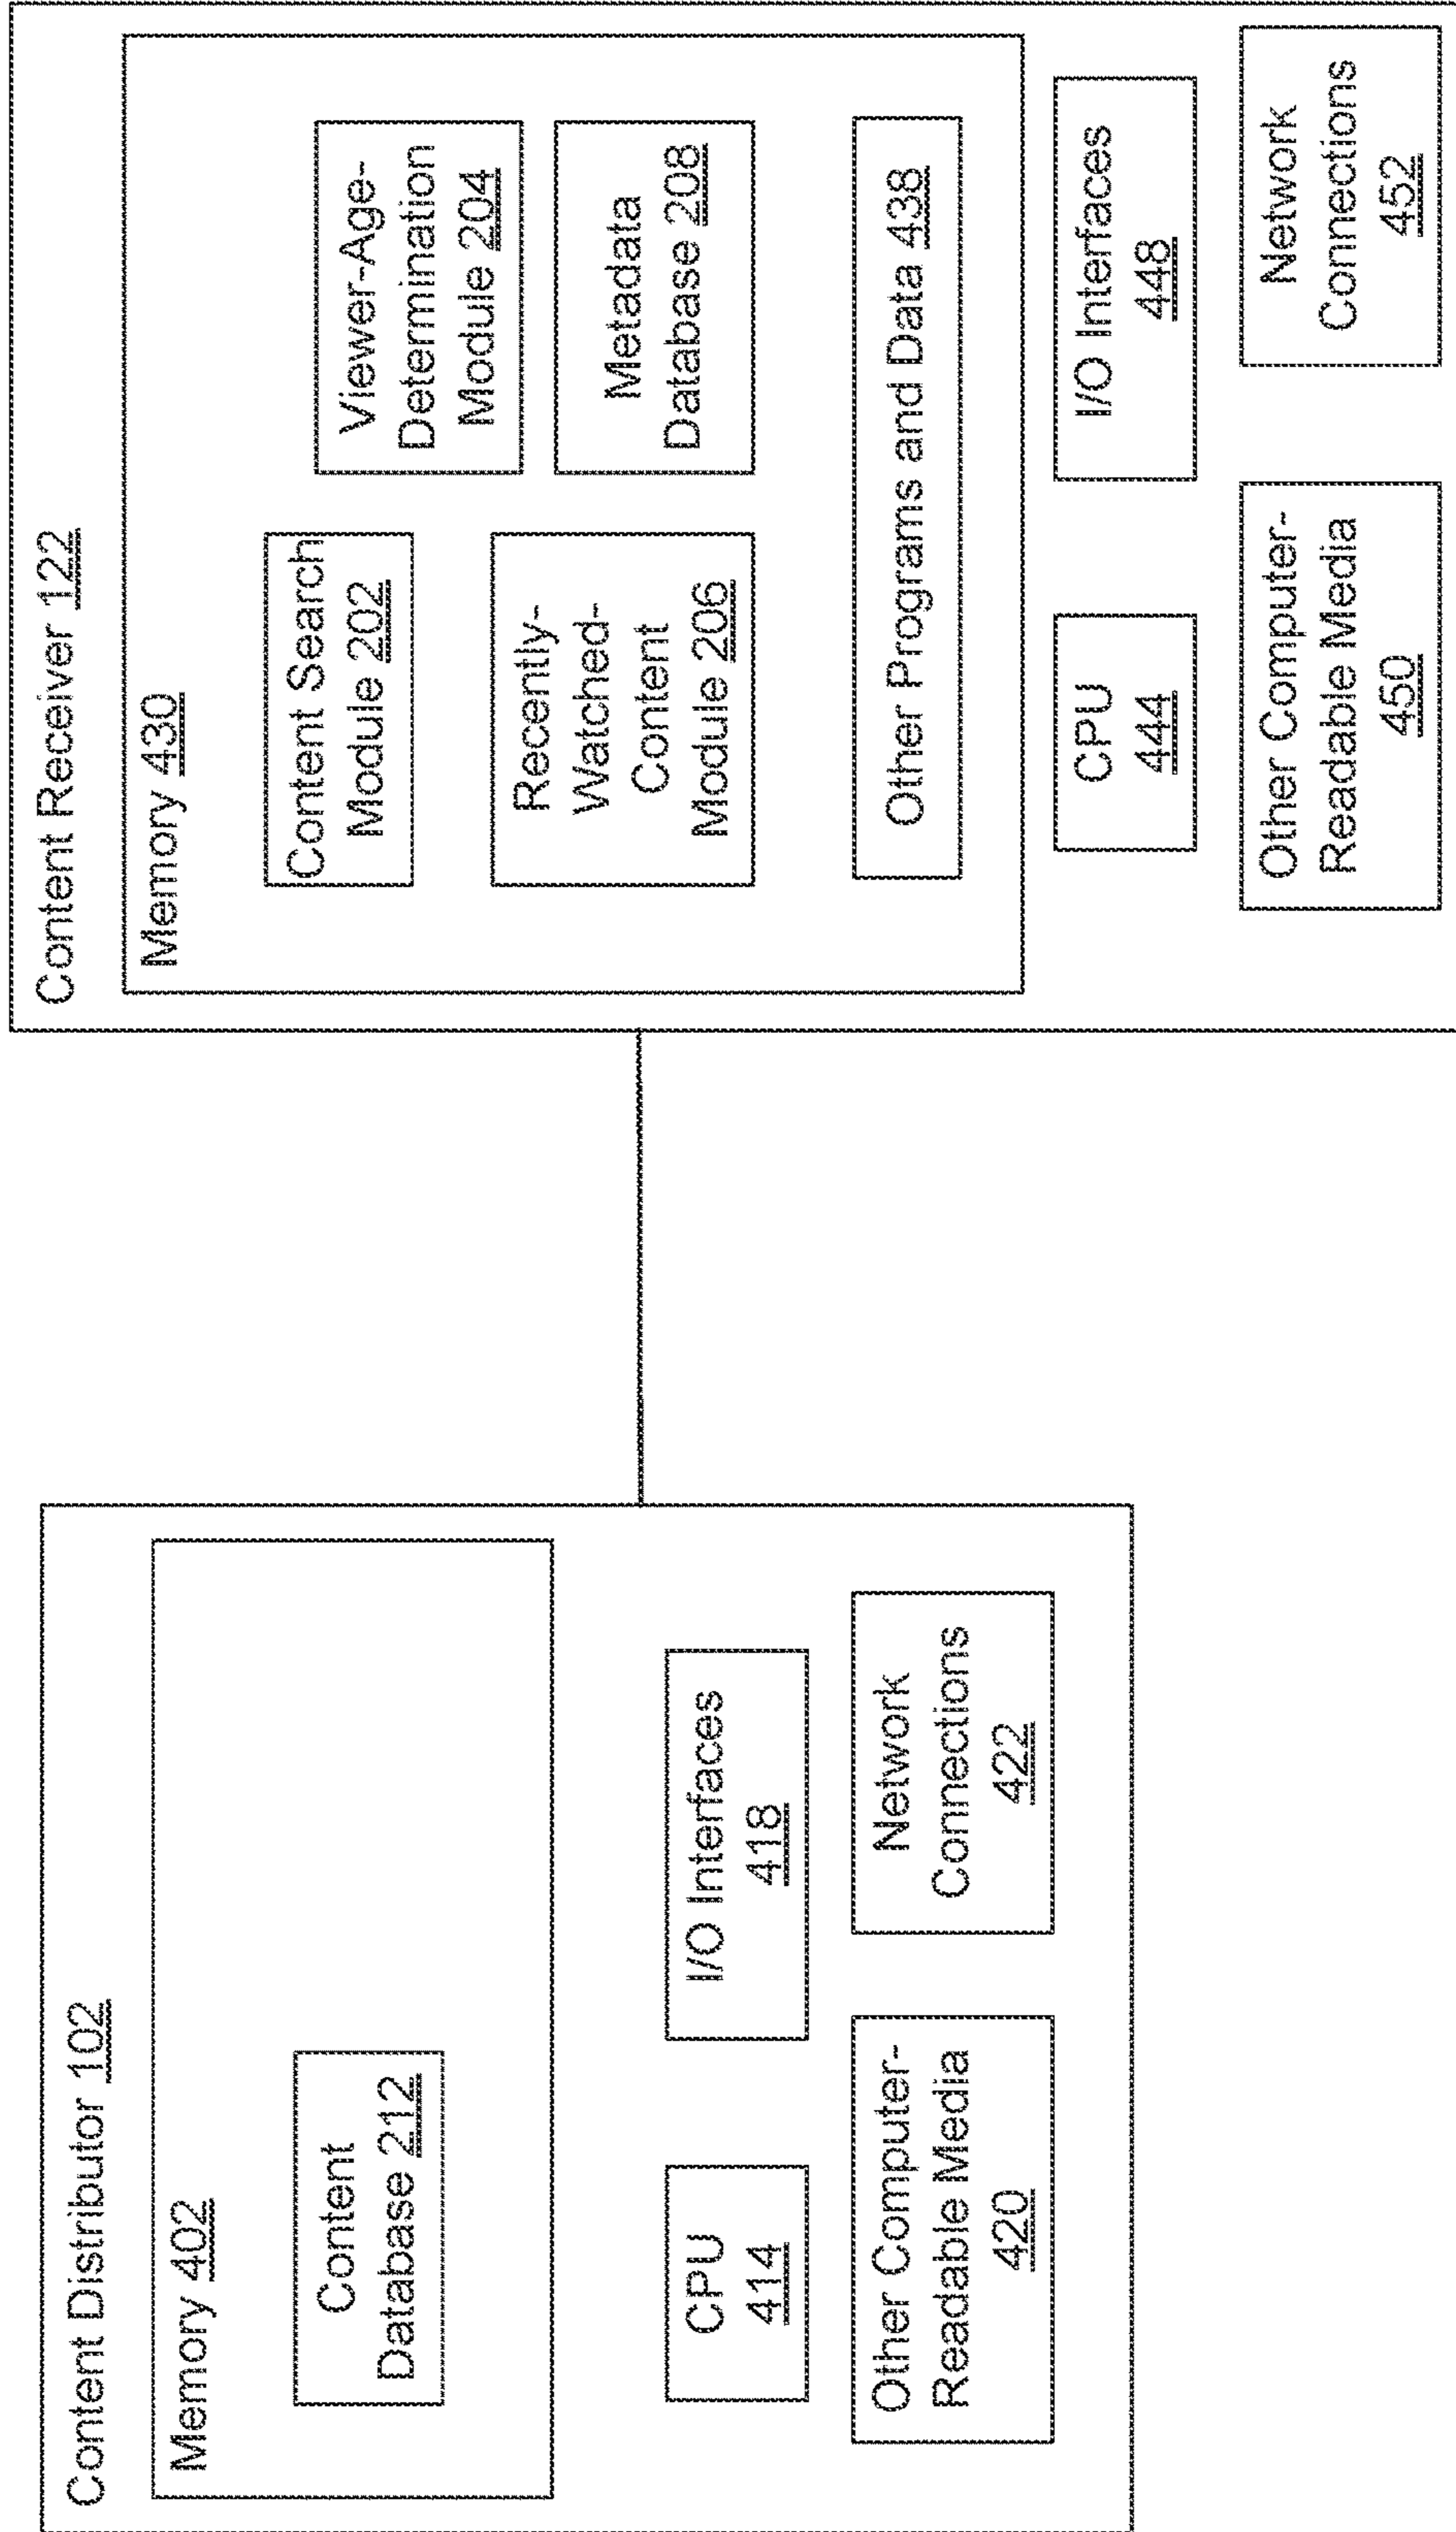 Content Distributor 102
Memory 402
Content
Database 212
CPU
414
I/O Interfaces
418
Other Computer-
Readable Media
420
Network
Connections
422
Content Receiver 122
Memory 430
Content Search
Module 202
Viewer-Age-
Determination
Module 204
Recently-
Watched-
Content
Module 206
Metadata
Database 208
Other Programs and Data 438
CPU
444
I/O Interfaces
448
Other Computer-
Readable Media
450
Network
Connections
452